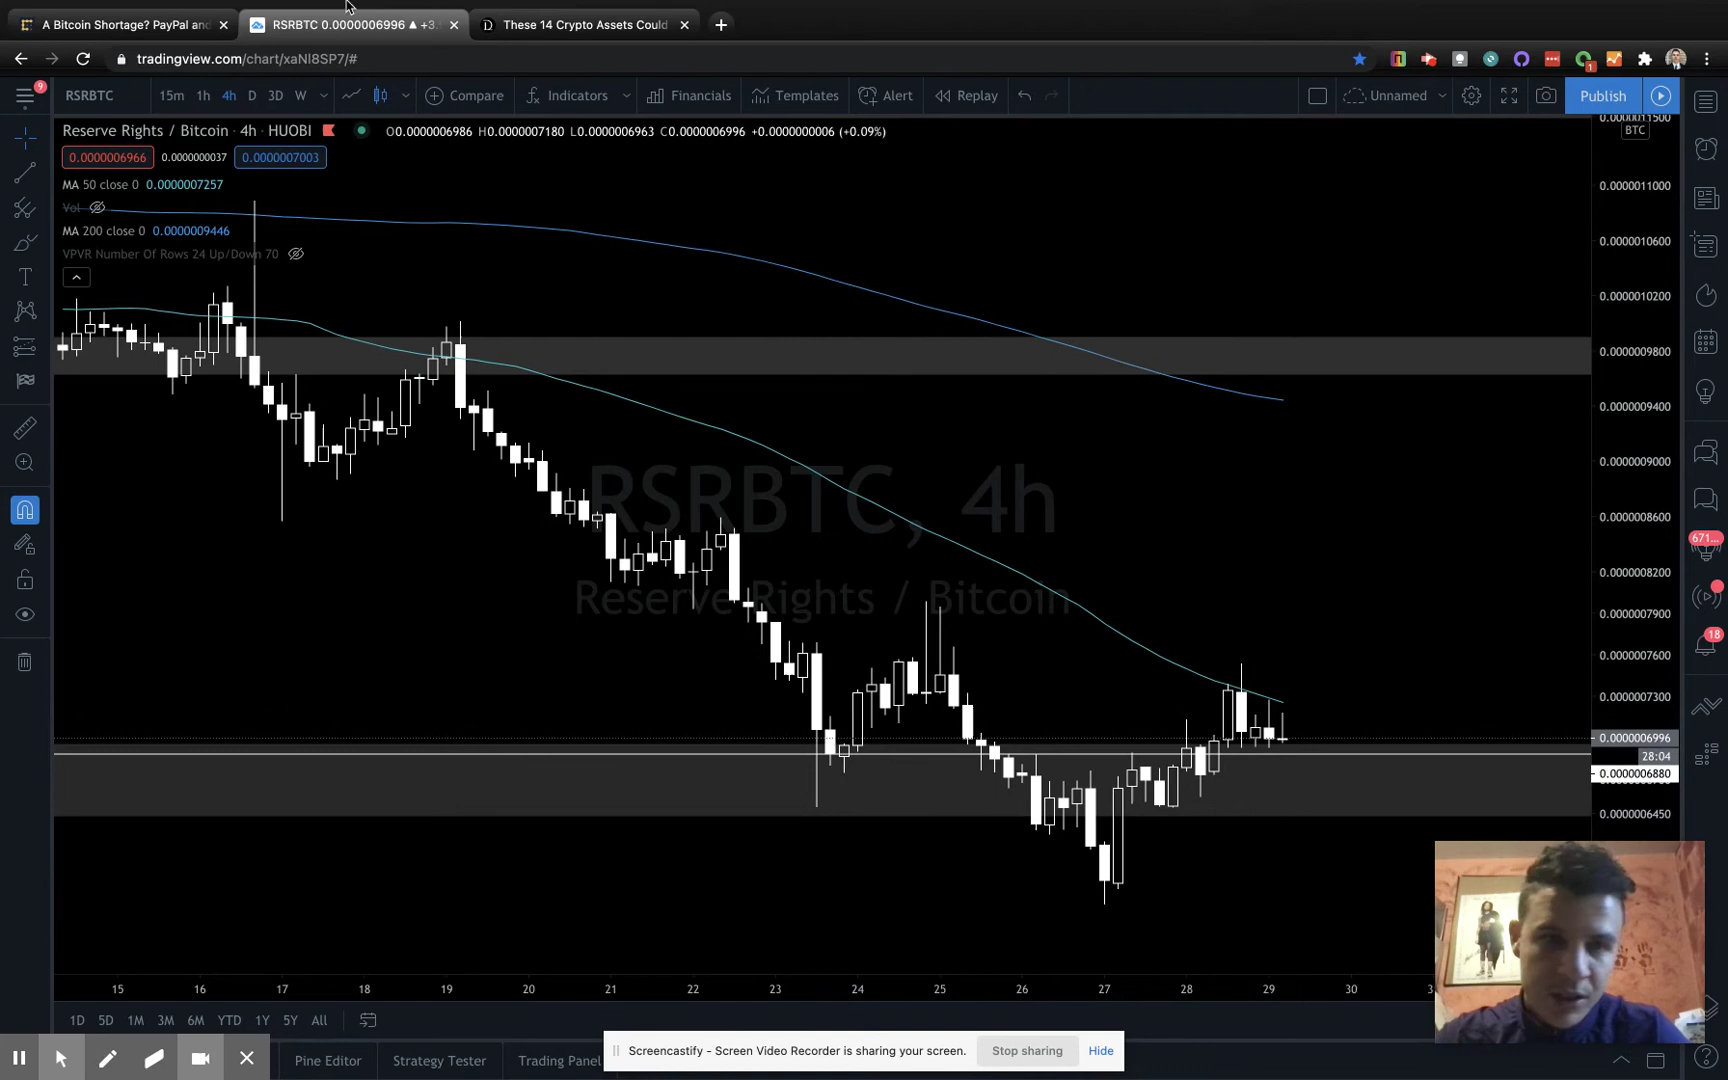 A Bitcoin Shortage? PayPal and
RSRBTC 0.0000006996 ▲ +3.
These 14 Crypto Assets Could
tradingview.com/chart/xaNl8SP7/#
1
9
RSRBTC
15m 1h 4h D 3D W
Compare
Indicators
Financials
Templates
Alert
Replay
Unnamed
Publish
Reserve Rights / Bitcoin · 4h · HUOBI
O0.0000006986 H0.0000007180 L0.0000006963 C0.0000006996 +0.0000000006 (+0.09%)
0.0000006966 0.0000000037 0.0000007003
MA 50 close 0 0.0000007257
Vol
MA 200 close 0 0.0000009446
VPVR Number Of Rows 24 Up/Down 70
RSRBTC, 4h
Reserve Rights / Bitcoin
0.0000011500
BTC
0.0000011000
0.0000010600
0.0000010200
0.0000009800
0.0000009400
0.0000009000
0.0000008600
0.0000008200
0.0000007900
0.0000007600
0.0000007300
0.0000006996
28:04
0.0000006880
0.0000006450
671...
18
15 16 17 18 19 20 21 22 23 24 25 26 27 28 29 30
1D 5D 1M 3M 6M YTD 1Y 5Y All
Pine Editor
Strategy Tester
Trading Panel
Screencastify - Screen Video Recorder is sharing your screen.
Stop sharing
Hide